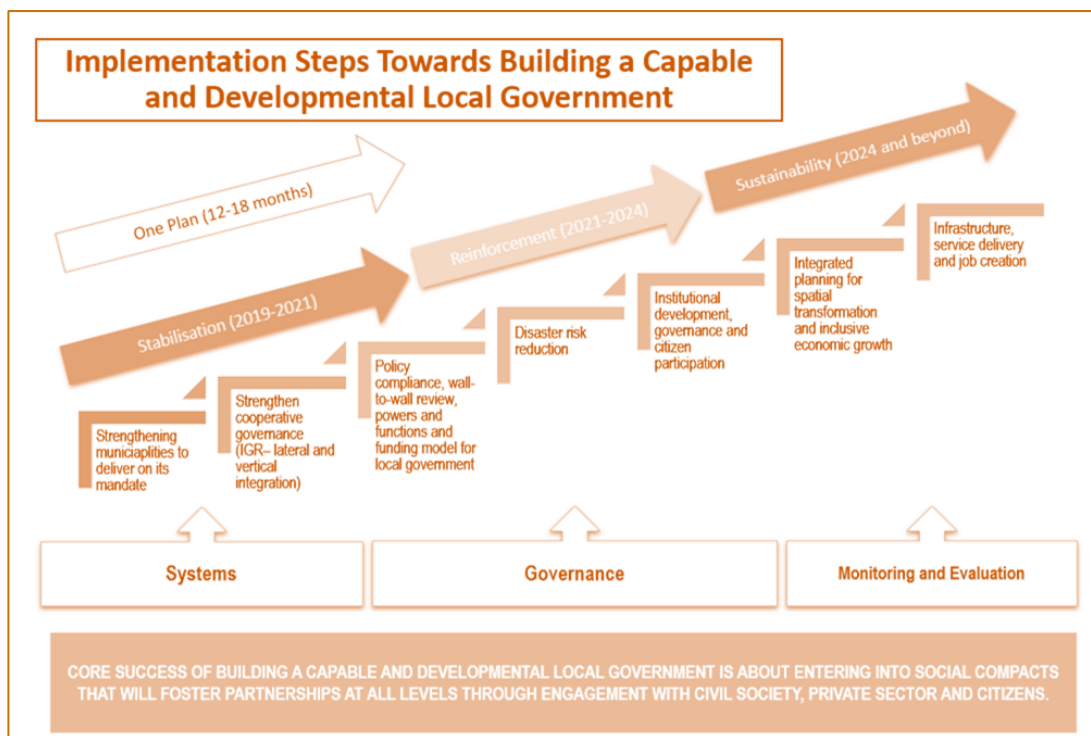 Implementation Steps Towards Building a Capable
and Developmental Local Government
One Plan (12-18 months)
Stabilisation (2019-2021)
Reinforcement (2021-2024)
Sustainability (2024 and beyond)
Strengthening
municiaplities to
deliver on its
mandate
Strengthen
cooperative
governance
(IGR– lateral and
vertical
integration)
Policy
compliance, wall-
to-wall review,
powers and
functions and
funding model for
local government
Disaster risk
reduction
Institutional
development,
governance and
citizen
participation
Integrated
planning for
spatial
transformation
and inclusive
economic growth
Infrastructure,
service delivery
and job creation
Systems
Governance
Monitoring and Evaluation
CORE SUCCESS OF BUILDING A CAPABLE AND DEVELOPMENTAL LOCAL GOVERNMENT IS ABOUT ENTERING INTO SOCIAL COMPACTS
THAT WILL FOSTER PARTNERSHIPS AT ALL LEVELS THROUGH ENGAGEMENT WITH CIVIL SOCIETY, PRIVATE SECTOR AND CITIZENS.